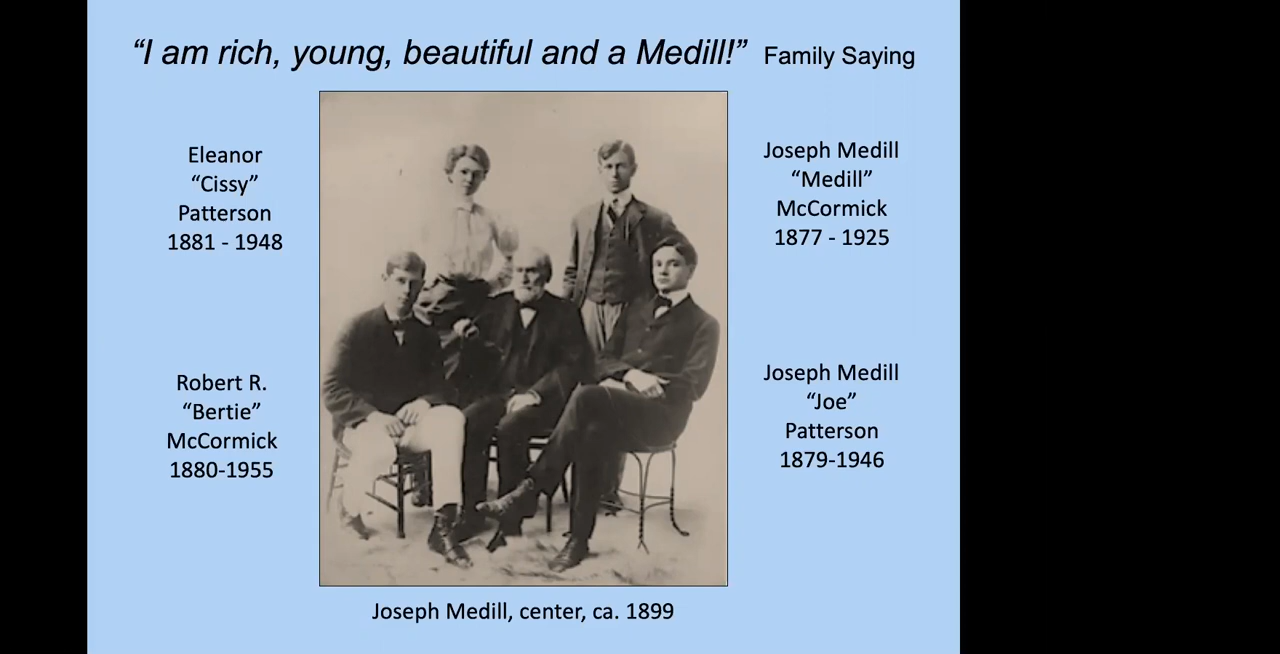 “I am rich, young, beautiful and a Medill!” Family Saying
Eleanor
“Cissy”
Patterson
1881 - 1948
Joseph Medill
“Medill”
McCormick
1877 - 1925
Robert R.
“Bertie”
McCormick
1880-1955
Joseph Medill
“Joe”
Patterson
1879-1946
Joseph Medill, center, ca. 1899